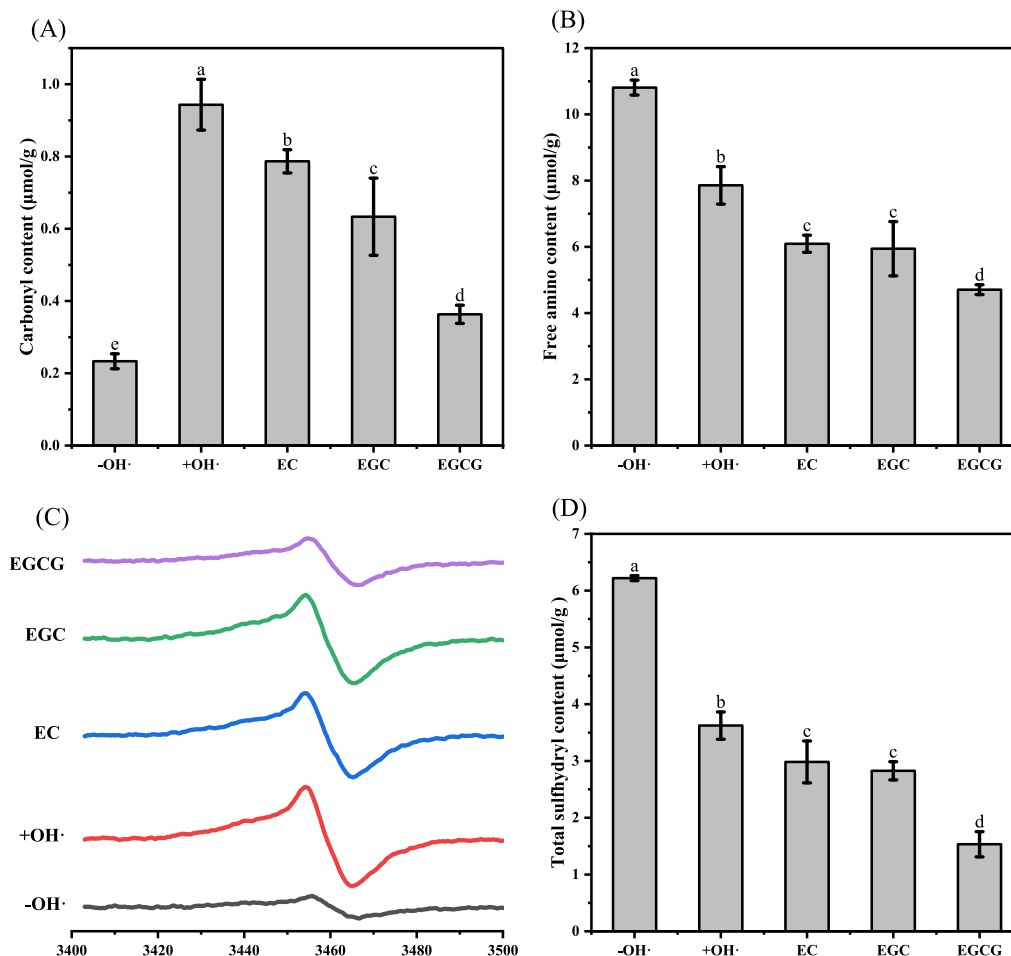 (A)
Carbonyl content (μmol/g )
1.0
0.8
0.6
0.4
0.2
0.0
e
a
b
c
d
-OH·
+OH·
EC
EGC
EGCG
(B)
Free amino content (μmol/g)
12
10
8
6
4
2
0
a
b
c
c
d
-OH·
+OH·
EC
EGC
EGCG
(C)
EGCG
EGC
EC
+OH·
-OH·
3400
3420
3440
3460
3480
3500
(D)
Total sulfhydryl content (μmol/g )
7
6
5
4
3
2
1
0
a
b
c
c
d
-OH·
+OH·
EC
EGC
EGCG